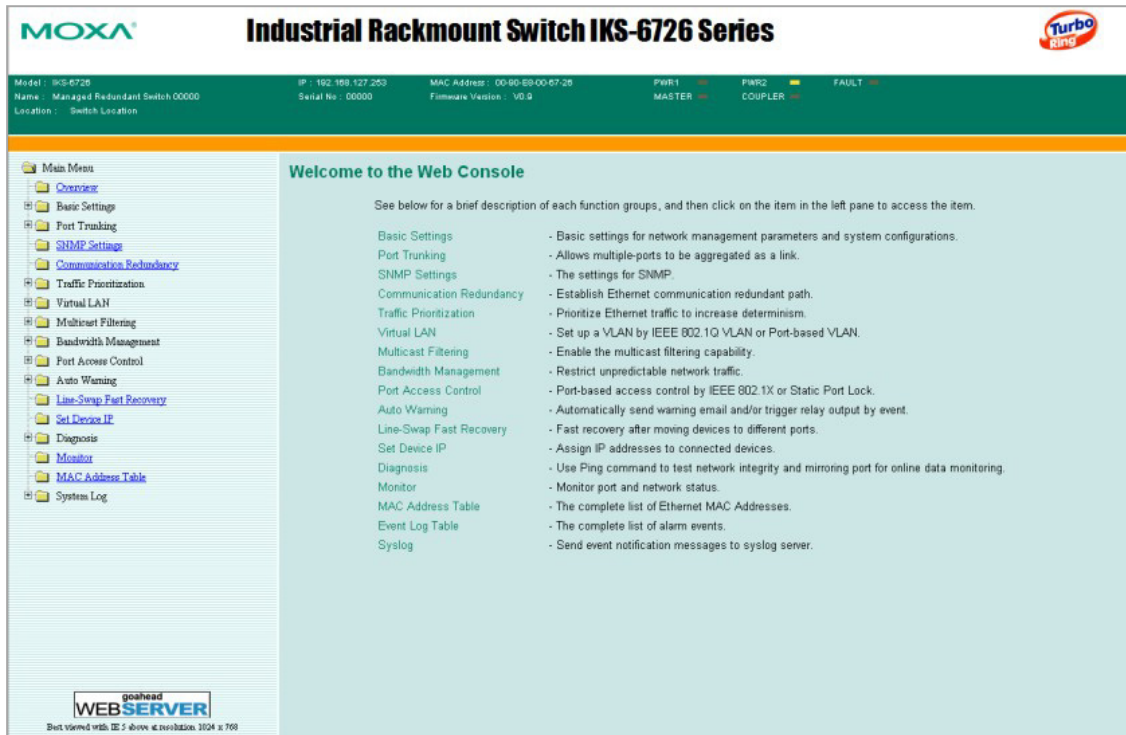 MOXA
Industrial Rackmount Switch IKS-6726 Series
Turbo Ring
Model : IKS-6726
IP : 192.168.127.253
MAC Address : 00-90-E8-00-67-26
PWR1
PWR2
FAULT
Name : Managed Redundant Switch 00000
Serial No : 00000
Firmware Version : V0.9
MASTER
COUPLER
Location : Switch Location
Main Menu
Overview
Basic Settings
Port Trunking
SNMP Settings
Communication Redundancy
Traffic Prioritization
Virtual LAN
Multicast Filtering
Bandwidth Management
Port Access Control
Auto Warning
Line-Swap Fast Recovery
Set Device IP
Diagnosis
Monitor
MAC Address Table
System Log
goahead
WEBSERVER
Best viewed with IE 5 above at resolution 1024 x 768
Welcome to the Web Console
See below for a brief description of each function groups, and then click on the item in the left pane to access the item.
Basic Settings - Basic settings for network management parameters and system configurations.
Port Trunking - Allows multiple-ports to be aggregated as a link.
SNMP Settings - The settings for SNMP.
Communication Redundancy - Establish Ethernet communication redundant path.
Traffic Prioritization - Prioritize Ethernet traffic to increase determinism.
Virtual LAN - Set up a VLAN by IEEE 802.1Q VLAN or Port-based VLAN.
Multicast Filtering - Enable the multicast filtering capability.
Bandwidth Management - Restrict unpredictable network traffic.
Port Access Control - Port-based access control by IEEE 802.1X or Static Port Lock.
Auto Warning - Automatically send warning email and/or trigger relay output by event.
Line-Swap Fast Recovery - Fast recovery after moving devices to different ports.
Set Device IP - Assign IP addresses to connected devices.
Diagnosis - Use Ping command to test network integrity and mirroring port for online data monitoring.
Monitor - Monitor port and network status.
MAC Address Table - The complete list of Ethernet MAC Addresses.
Event Log Table - The complete list of alarm events.
Syslog - Send event notification messages to syslog server.